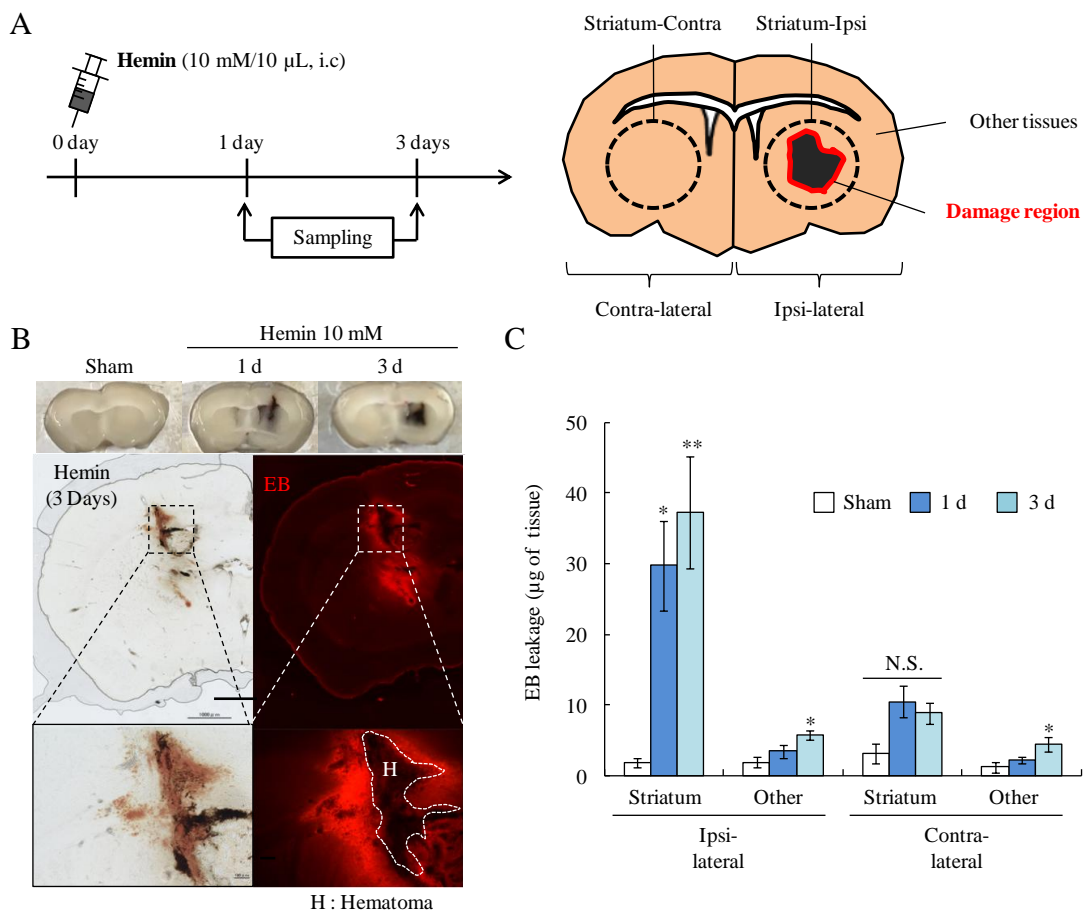 A
Hemin (10 mM/10 µL, i.c)
0 day
1 day
3 days
Sampling
Striatum-Contra
Striatum-Ipsi
Other tissues
Damage region
Contra-lateral
Ipsi-lateral
B
Hemin 10 mM
Sham
1 d
3 d
Hemin
(3 Days)
EB
H
H : Hematoma
C
EB leakage (µg of tissue)
50
40
30
20
10
0
Sham
1 d
3 d
*
**
*
N.S.
*
Striatum
Other
Striatum
Other
Ipsi-
lateral
Contra-
lateral